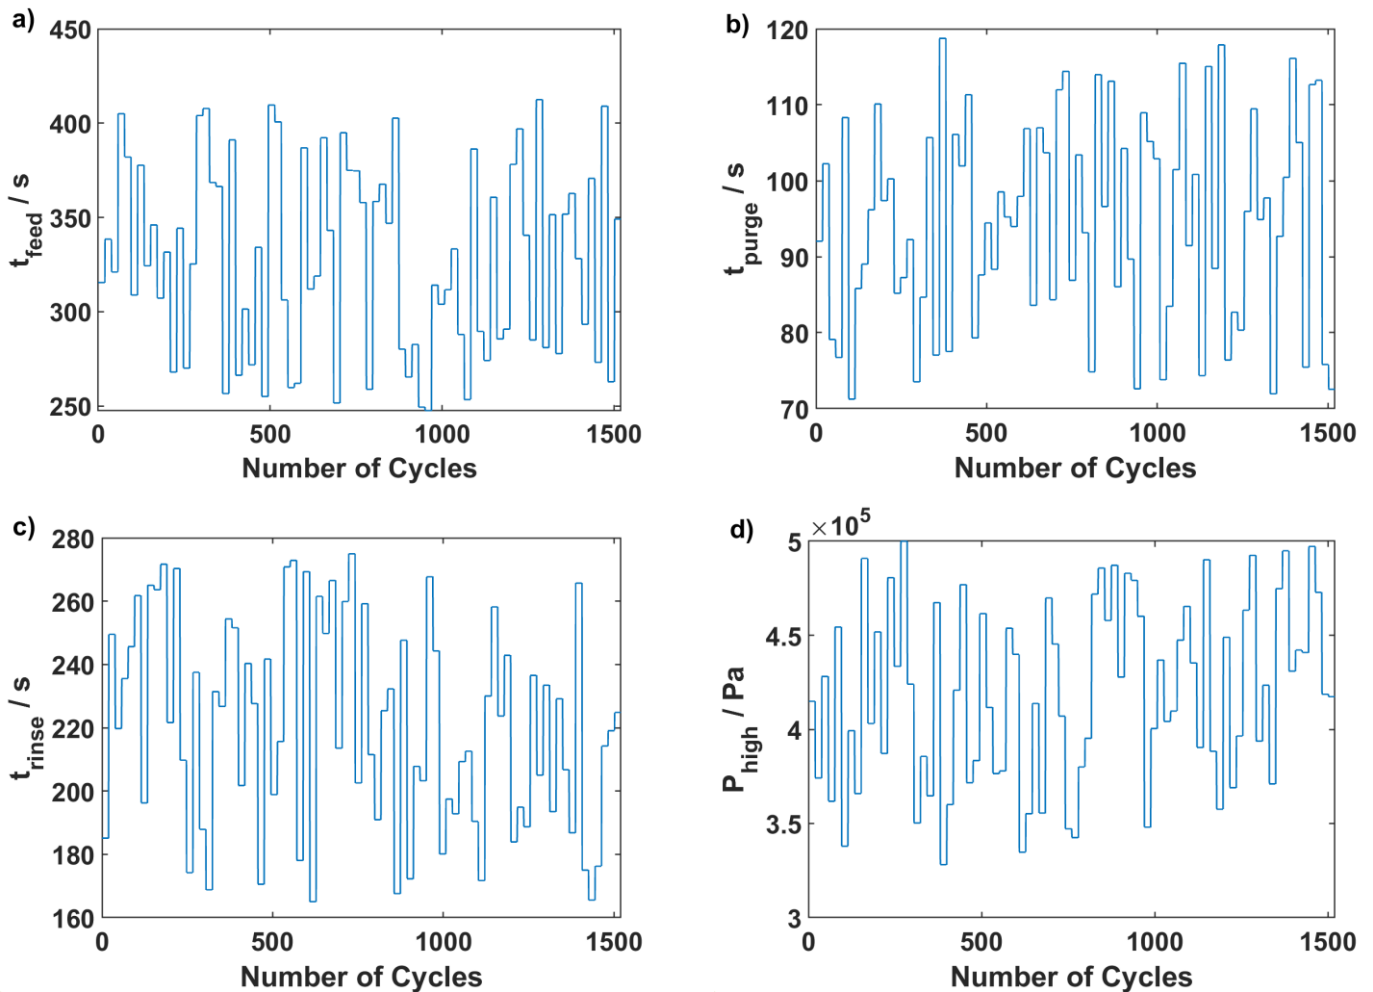 a)
450
400
350
300
250
t_feed / s
0 500 1000 1500
Number of Cycles
b)
120
110
100
90
80
70
t_purge / s
0 500 1000 1500
Number of Cycles
c)
280
260
240
220
200
180
160
t_rinse / s
0 500 1000 1500
Number of Cycles
d)
×10^5
5
4.5
4
3.5
3
P_high / Pa
0 500 1000 1500
Number of Cycles